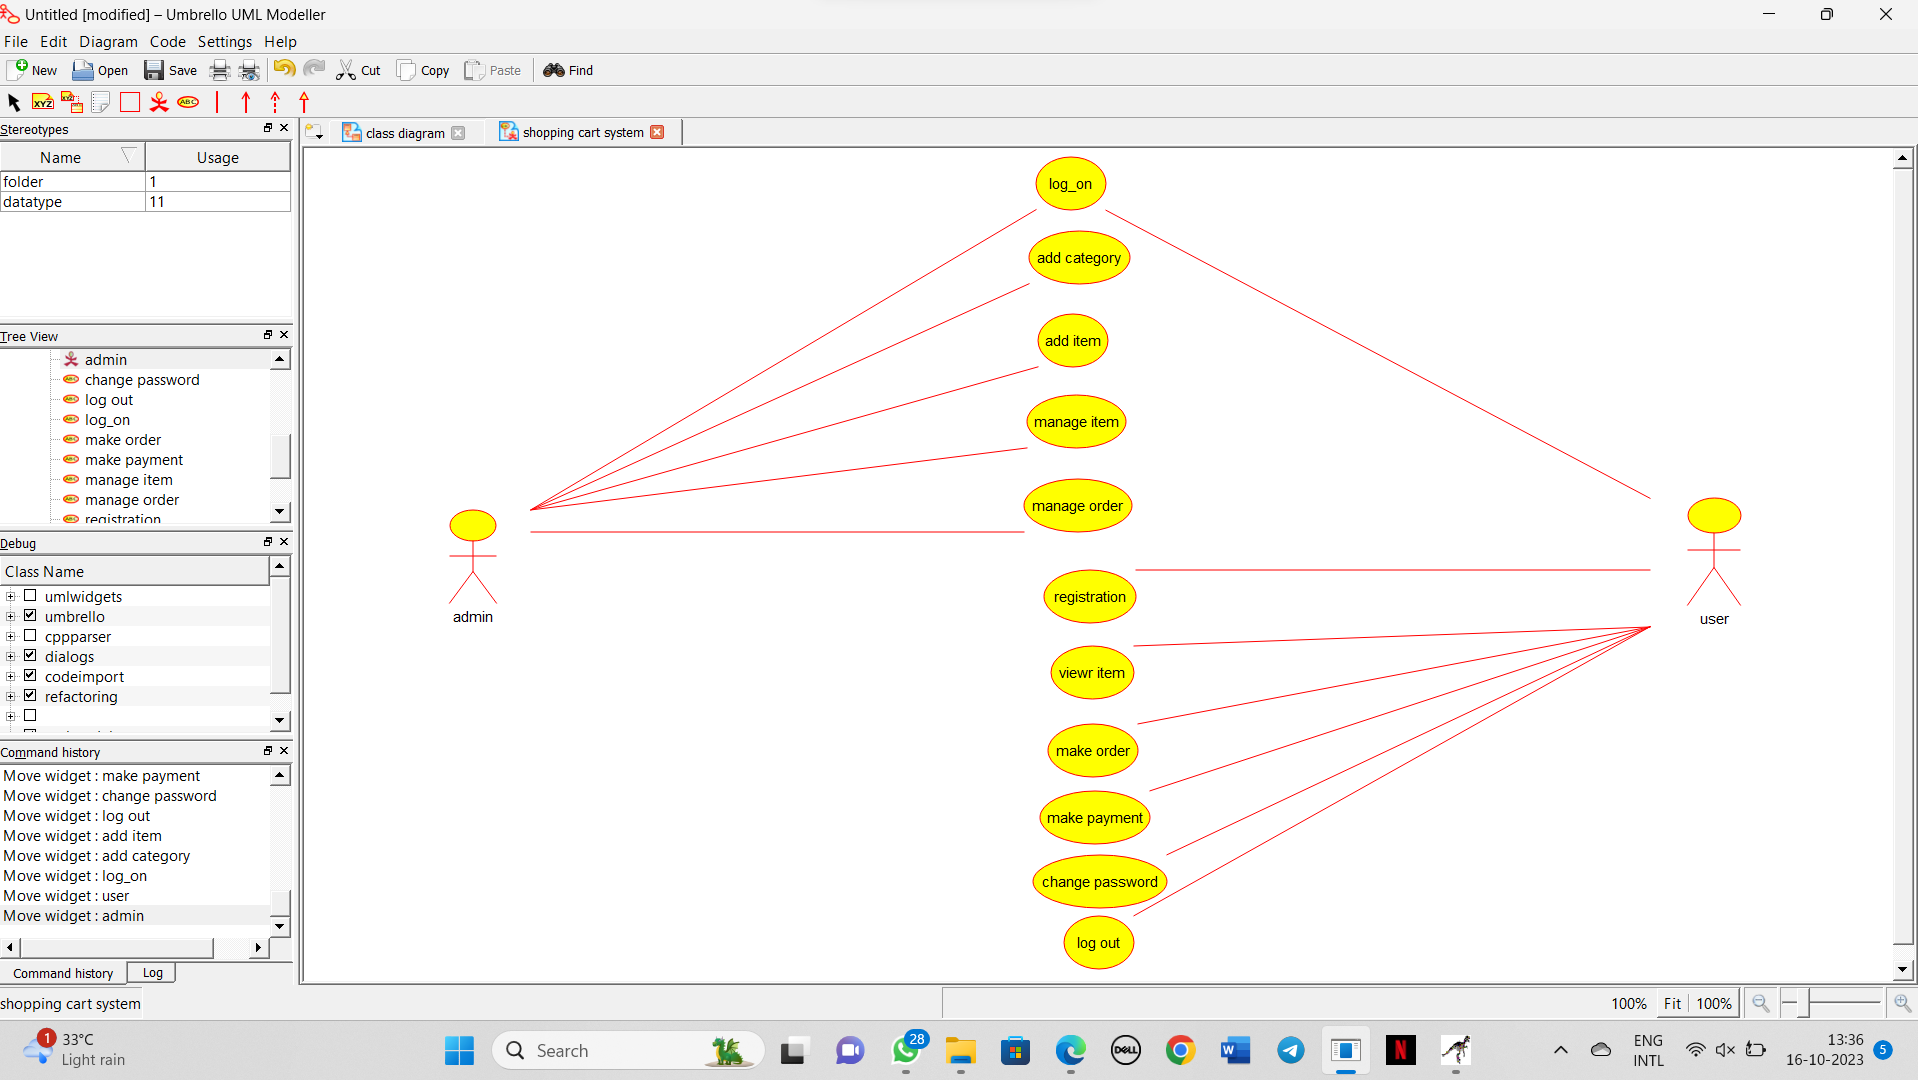 Untitled [modified] – Umbrello UML Modeller
File Edit Diagram Code Settings Help
New Open Save Cut Copy Paste Find
XYZ XYZ ABC
Stereotypes
Name Usage
folder 1
datatype 11
Tree View
admin
change password
log out
log_on
make order
make payment
manage item
manage order
registration
Debug
Class Name
umlwidgets
umbrello
cppparser
dialogs
codeimport
refactoring
Command history
Move widget : make payment
Move widget : change password
Move widget : log out
Move widget : add item
Move widget : add category
Move widget : log_on
Move widget : user
Move widget : admin
Command history Log
class diagram shopping cart system
log_on
add category
add item
manage item
manage order
registration
viewr item
make order
make payment
change password
log out
admin
user
shopping cart system
100% Fit 100%
1
33°C
Light rain
Search
28
DELL
W
N
ENG
INTL
13:36
16-10-2023
5